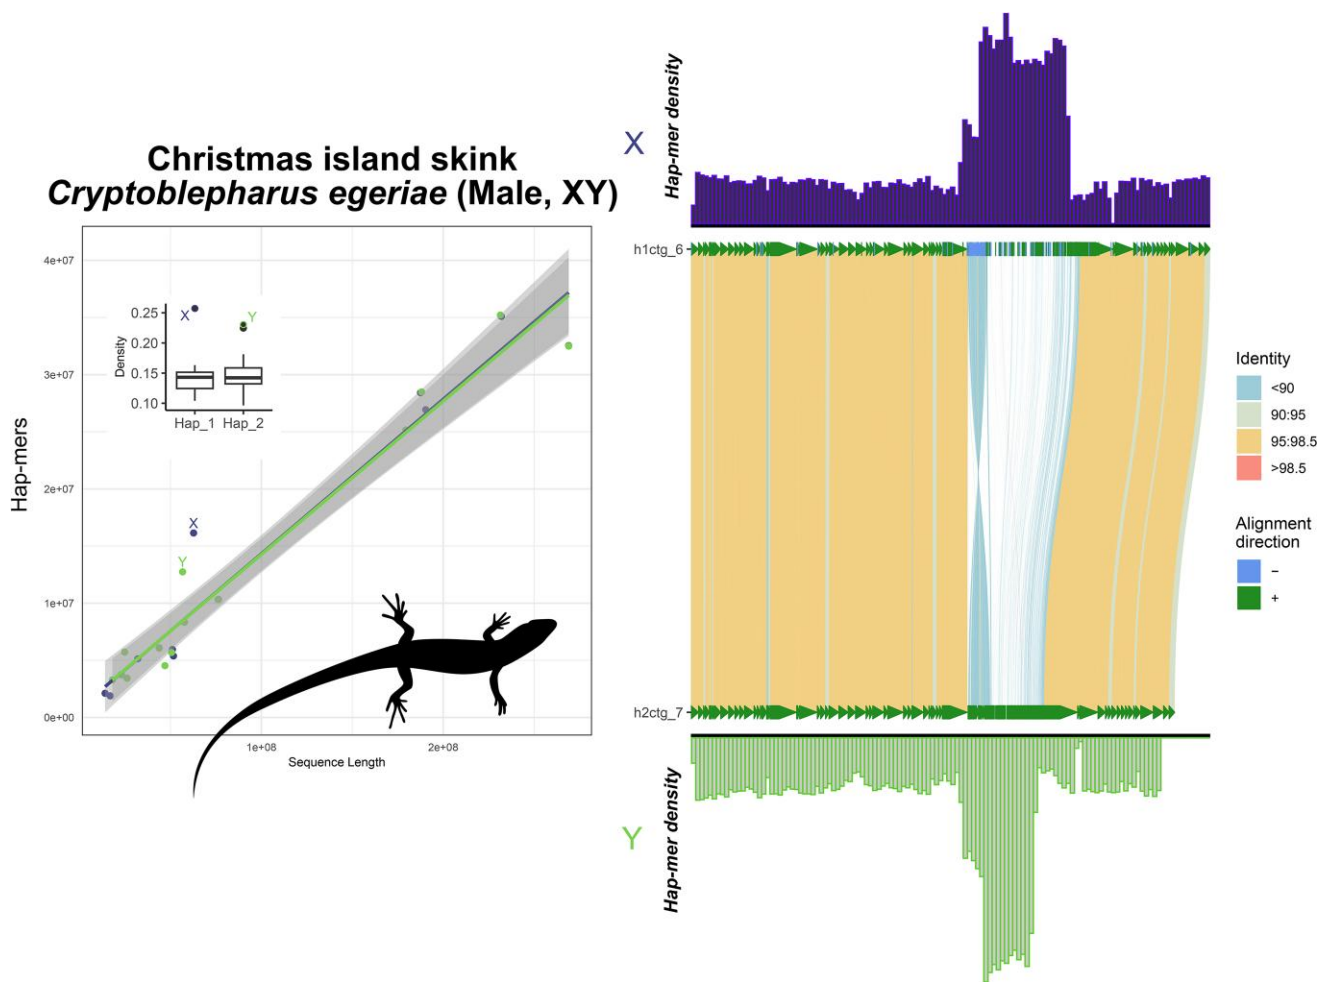 Christmas island skink
Cryptoblepharus egeriae (Male, XY)
Hap-mers
4e+07
3e+07
2e+07
1e+07
0e+00
1e+08
2e+08
Sequence Length
X
Y
Density
0.25
0.20
0.15
0.10
X
Y
Hap_1
Hap_2
X
Hap-mer density
h1ctg_6
h2ctg_7
Y
Hap-mer density
Identity
<90
90:95
95:98.5
>98.5
Alignment
direction
−
+